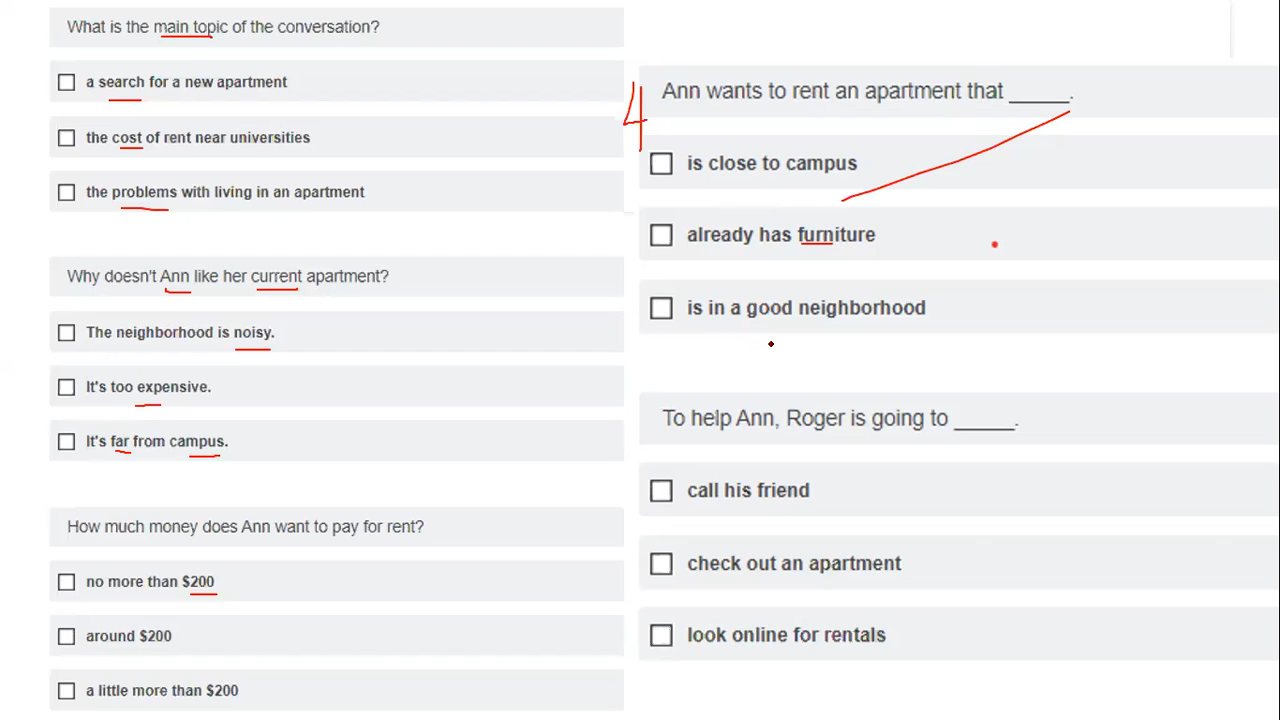 What is the main topic of the conversation?
a search for a new apartment
the cost of rent near universities
the problems with living in an apartment
Why doesn't Ann like her current apartment?
The neighborhood is noisy.
It's too expensive.
It's far from campus.
How much money does Ann want to pay for rent?
no more than $200
around $200
a little more than $200
4
Ann wants to rent an apartment that _____.
is close to campus
already has furniture
is in a good neighborhood
To help Ann, Roger is going to _____.
call his friend
check out an apartment
look online for rentals